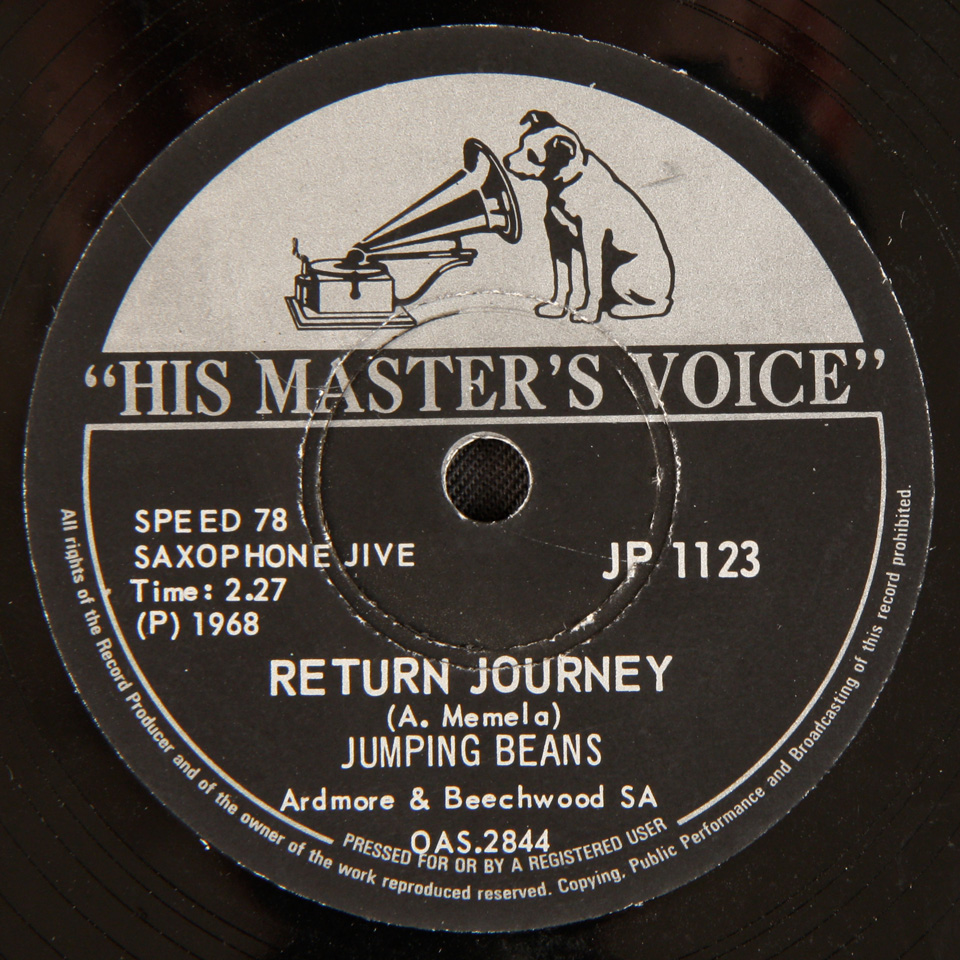 “HIS MASTER’S VOICE”
SPEED 78
SAXOPHONE JIVE
JP 1123
Time: 2.27
(P) 1968
RETURN JOURNEY
(A. Memela)
JUMPING BEANS
Ardmore & Beechwood SA
OAS.2844
PRESSED FOR OR BY A REGISTERED USER
All rights of the Record Producer and of the owner of the work reproduced reserved. Copying, Public Performance and Broadcasting of this record prohibited.